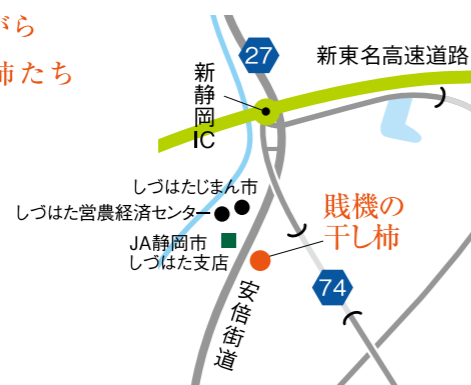 がら
柿たち
27
新東名高速道路
新静岡IC
しづはたじまん市
しづはた営農経済センター
JA静岡市
しづはた支店
賤機の
干し柿
74
安倍街道